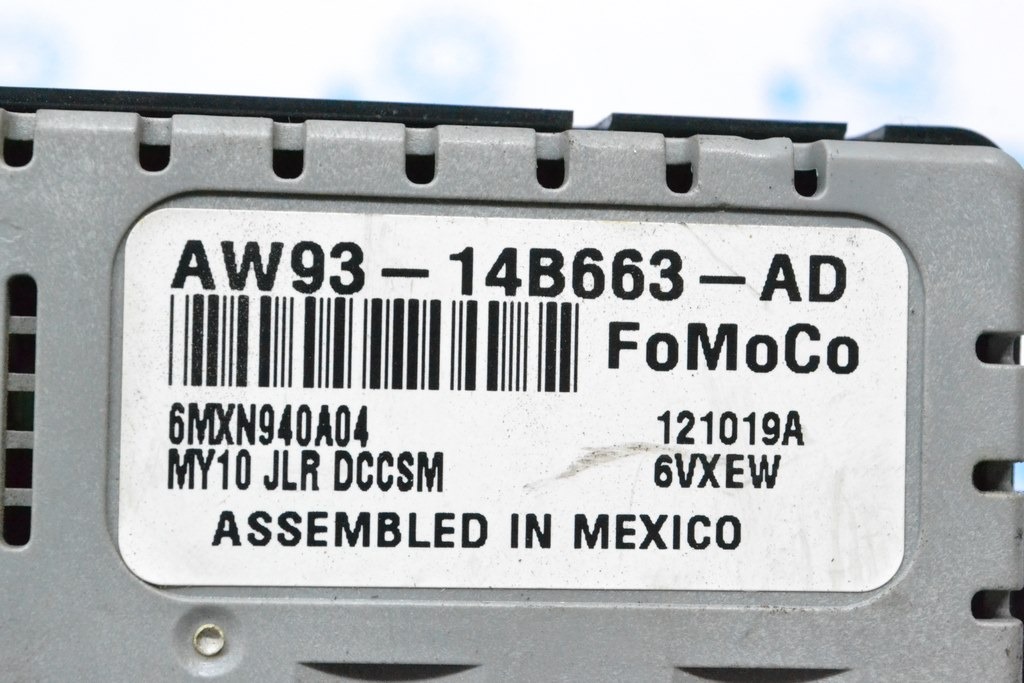 AW93-14B663-AD
FoMoCo
6MXN940A04 121019A
MY10 JLR DCCSM 6VXEW
ASSEMBLED IN MEXICO